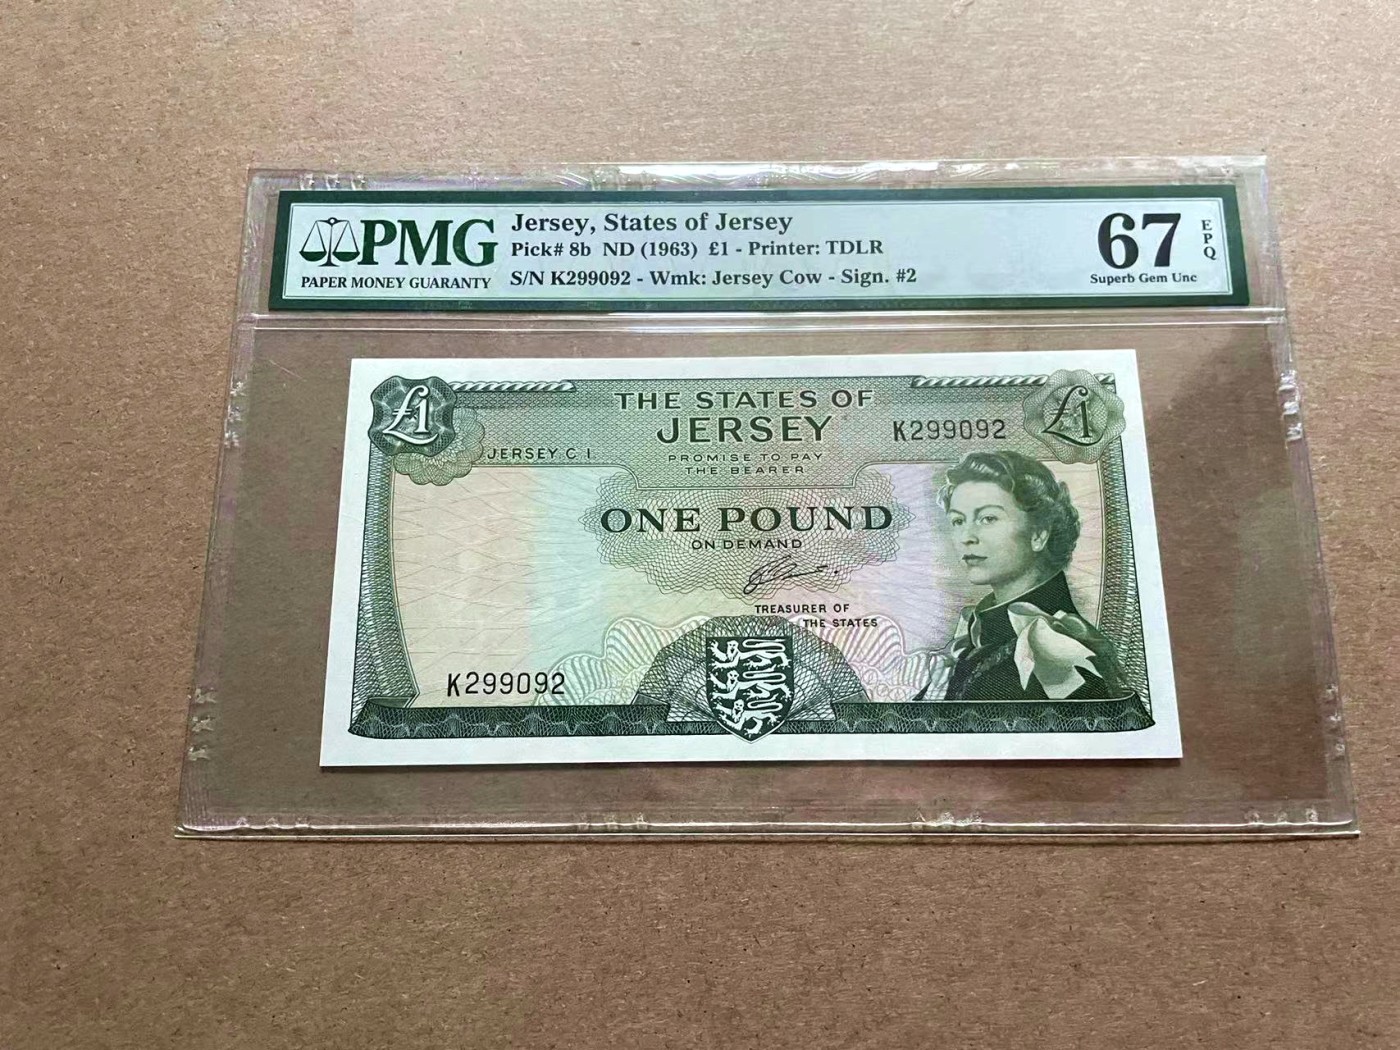 PMG
PAPER MONEY GUARANTY
Jersey, States of Jersey
Pick# 8b ND (1963) £1 - Printer: TDLR
S/N K299092 - Wmk: Jersey Cow - Sign. #2
67
EPQ
Superb Gem Unc
£1
£1
THE STATES OF
JERSEY
K299092
JERSEY C I
PROMISE TO PAY
THE BEARER
ONE POUND
ON DEMAND
TREASURER OF
THE STATES
K299092